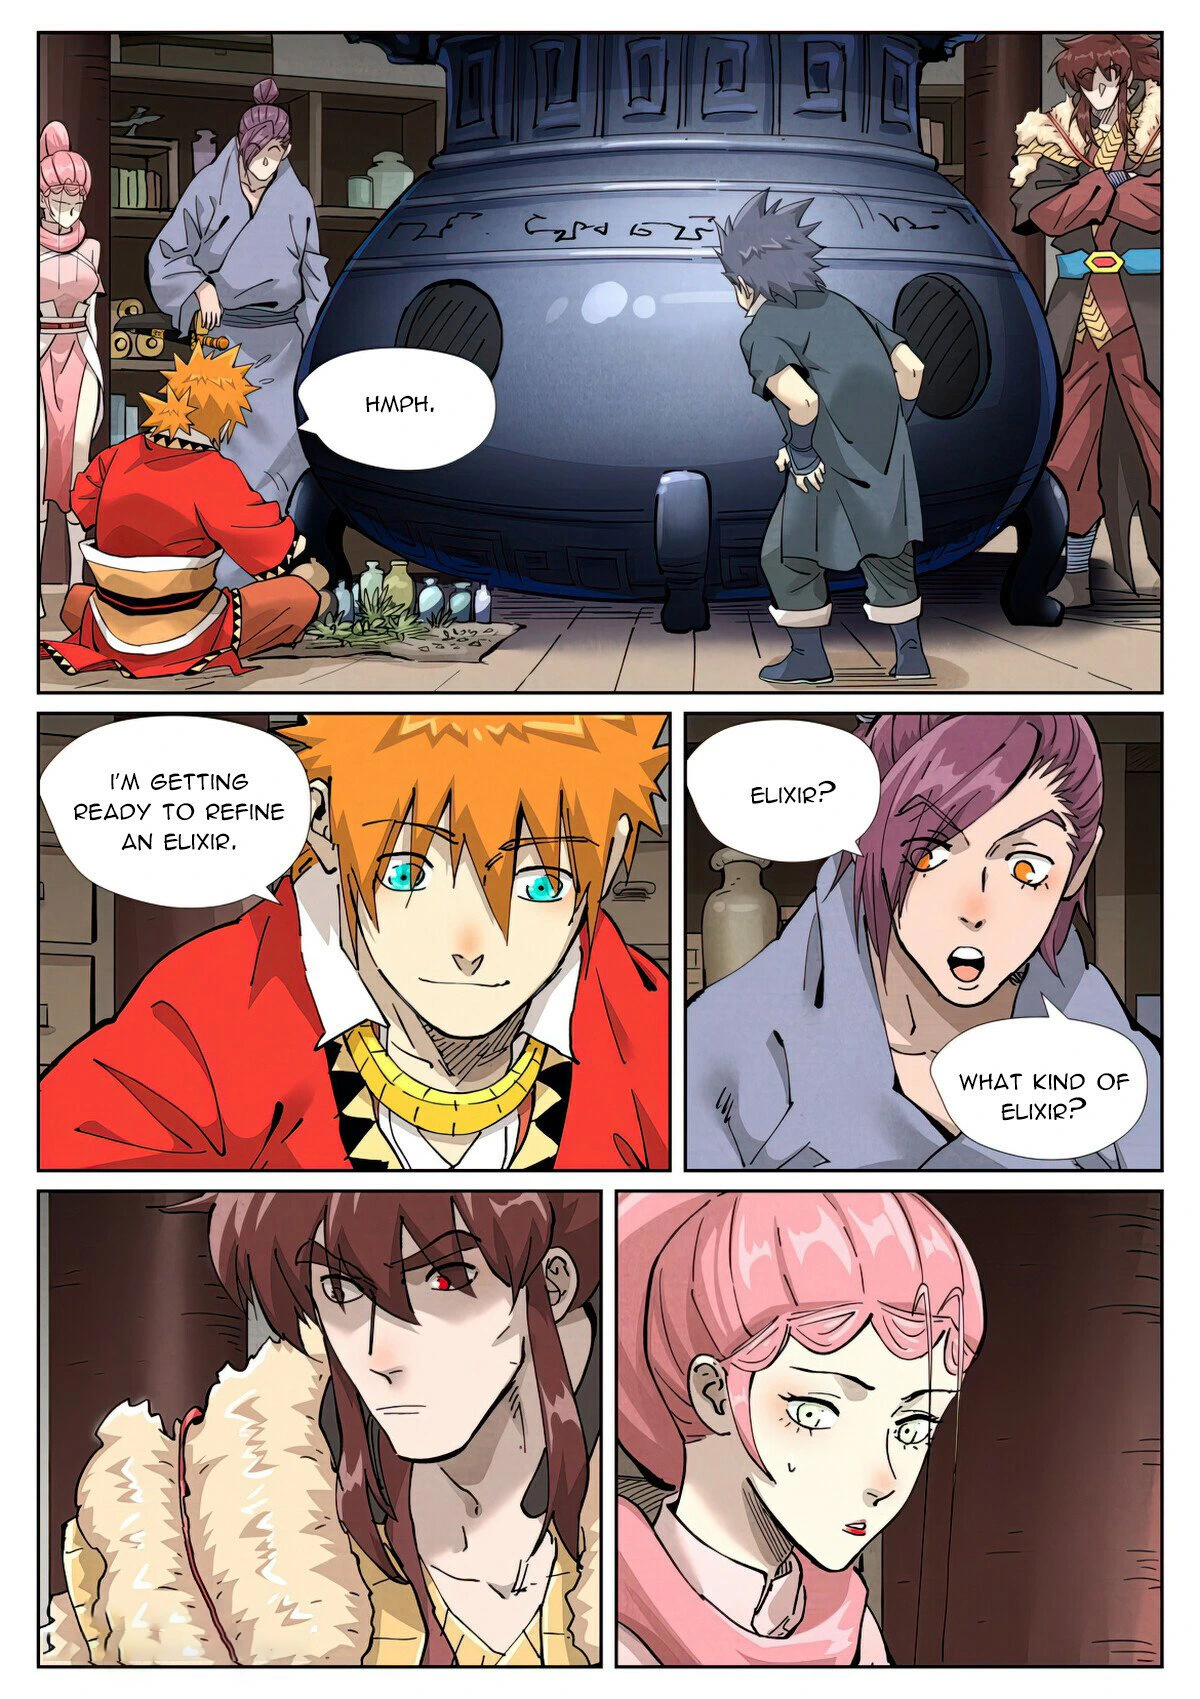 HMPH.
I'M GETTING
READY TO REFINE
AN ELIXIR.
ELIXIR?
WHAT KIND OF
ELIXIR?